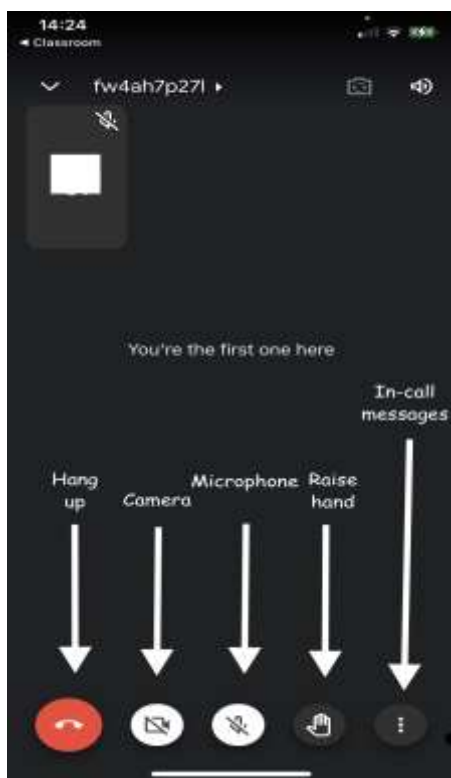 14:24
◀ Classroom
fw4ah7p27l ▸
You're the first one here
In-call
messages
Hang
up
Camera
Microphone
Raise
hand